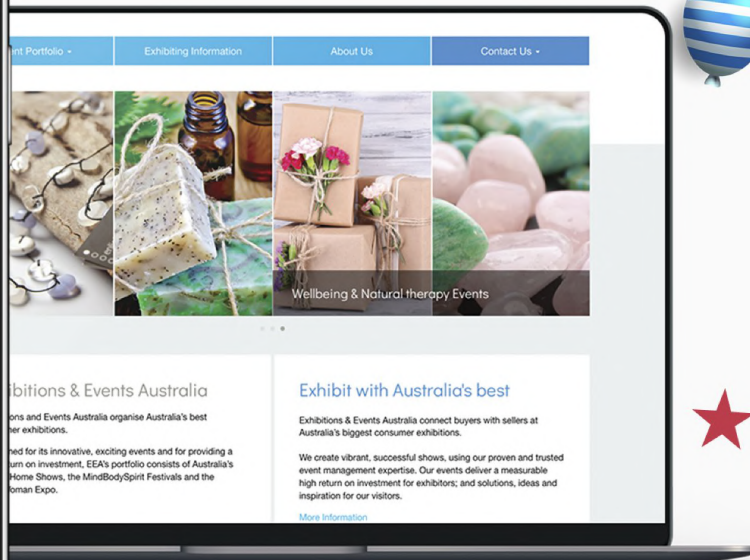 nt Portfolio
Exhibiting Information
About Us
Contact Us
Wellbeing & Natural therapy Events
ibitions & Events Australia
ons and Events Australia organise Australia's best
er exhibitions.
ned for its innovative, exciting events and for providing a
urn on investment, EEA's portfolio consists of Australia's
Home Shows, the MindBodySpirit Festivals and the
oman Expo.
Exhibit with Australia's best
Exhibitions & Events Australia connect buyers with sellers at
Australia's biggest consumer exhibitions.
We create vibrant, successful shows, using our proven and trusted
event management expertise. Our events deliver a measurable
high return on investment for exhibitors; and solutions, ideas and
inspiration for our visitors.
More Information